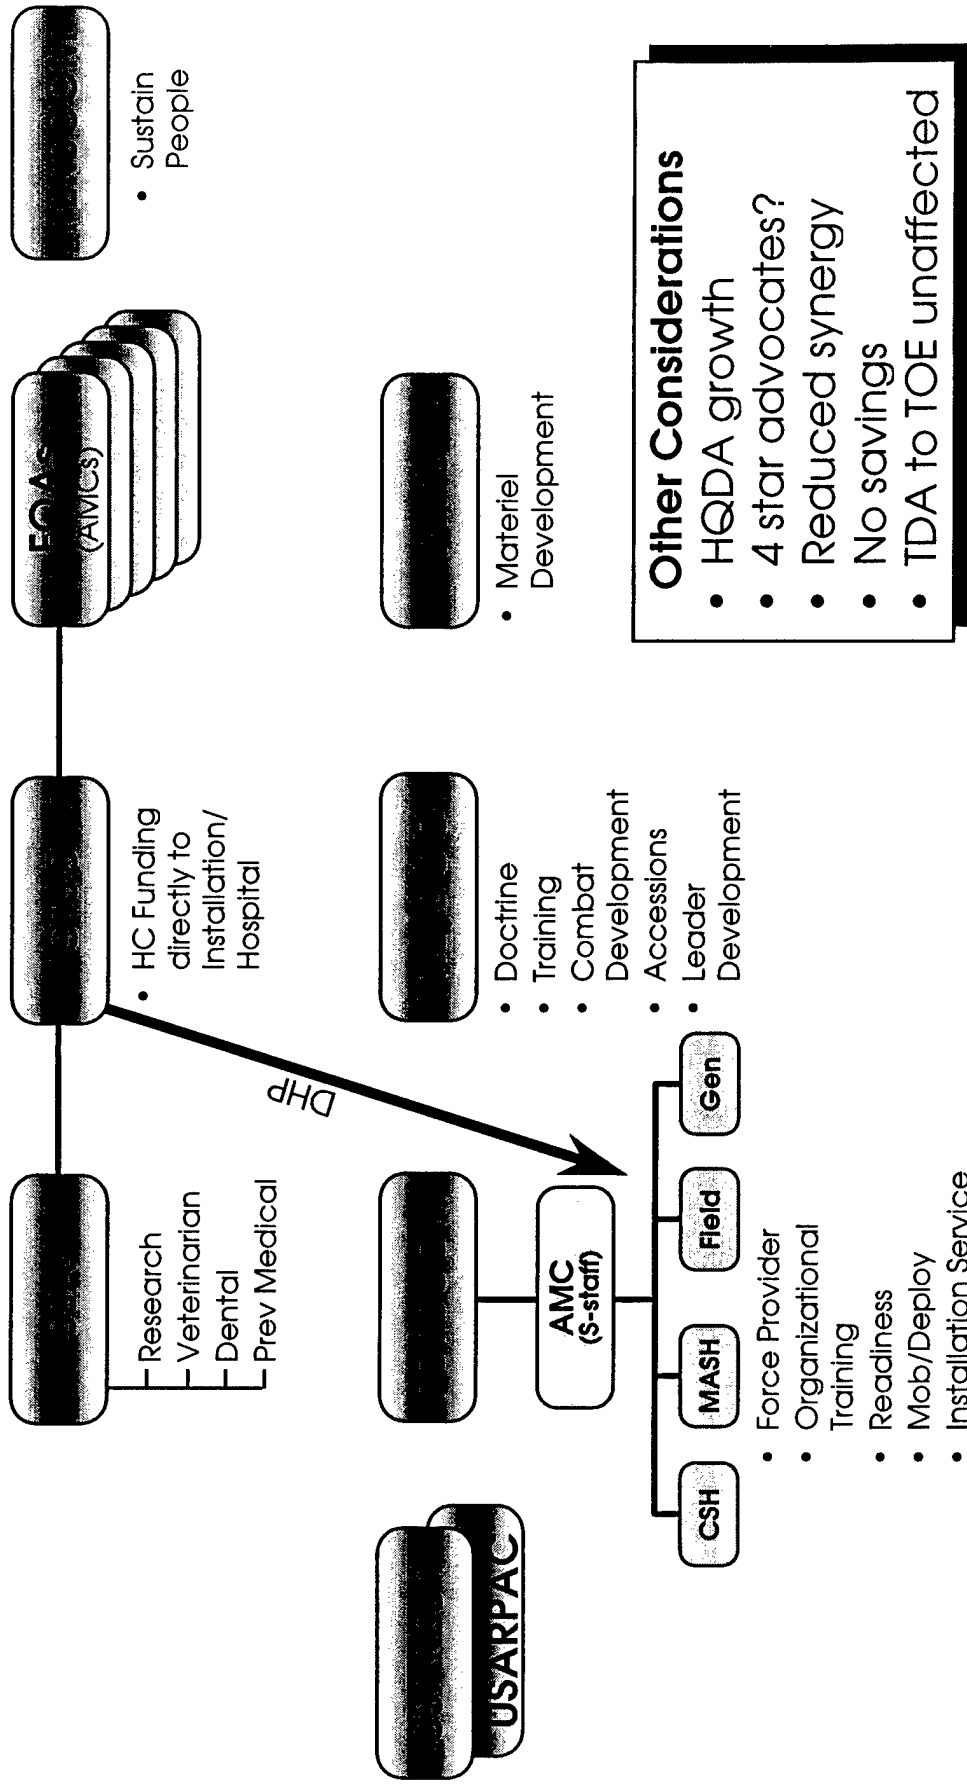 (AMCs)
• Sustain
People
• HC Funding
directly to
Installation/
Hospital
Research
Veterinarian
Dental
Prev Medical
DHP
USARPAC
AMC
(S-staff)
CSH
MASH
Field
Gen
• Force Provider
• Organizational
Training
• Readiness
• Mob/Deploy
• Installation Service
• Doctrine
• Training
• Combat
Development
• Accessions
• Leader
Development
• Materiel
Development
Other Considerations
• HQDA growth
• 4 star advocates?
• Reduced synergy
• No savings
• TDA to TOE unaffected